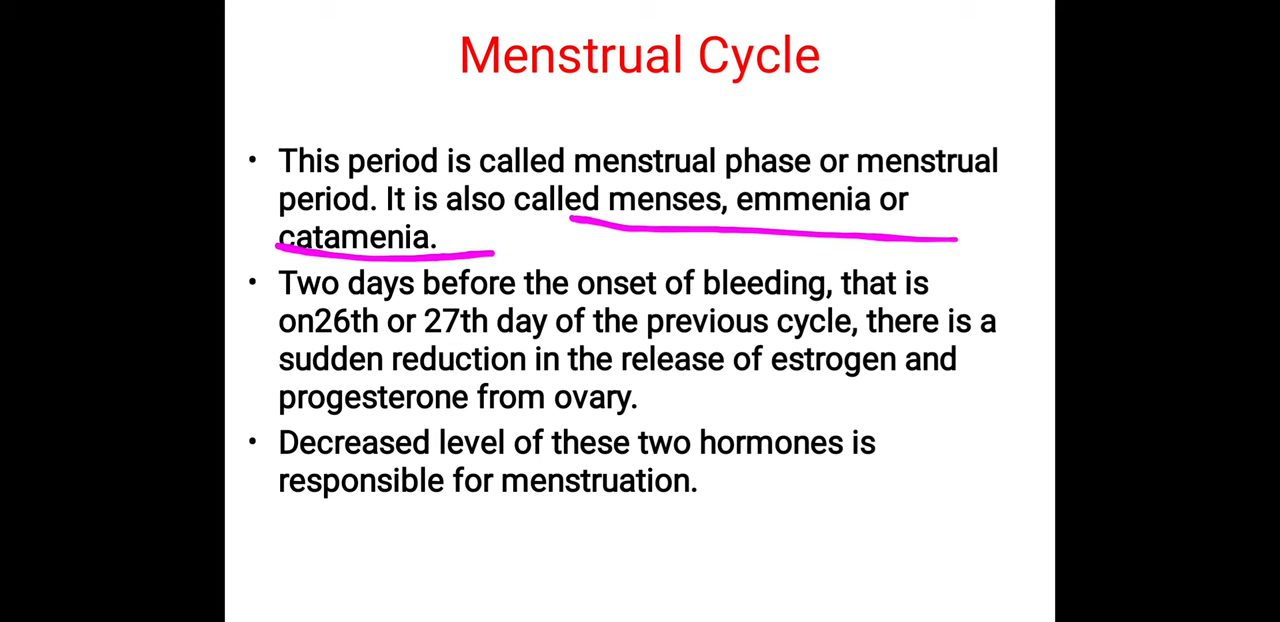 Menstrual Cycle
• This period is called menstrual phase or menstrual
period. It is also called menses, emmenia or
catamenia.
• Two days before the onset of bleeding, that is
on26th or 27th day of the previous cycle, there is a
sudden reduction in the release of estrogen and
progesterone from ovary.
• Decreased level of these two hormones is
responsible for menstruation.